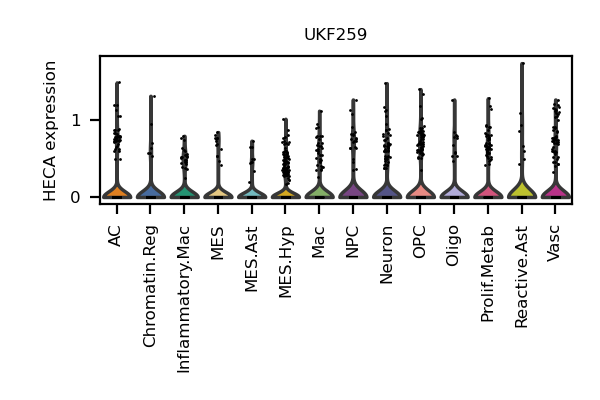 UKF259
HECA expression
1
0
AC
Chromatin.Reg
Inflammatory.Mac
MES
MES.Ast
MES.Hyp
Mac
NPC
Neuron
OPC
Oligo
Prolif.Metab
Reactive.Ast
Vasc